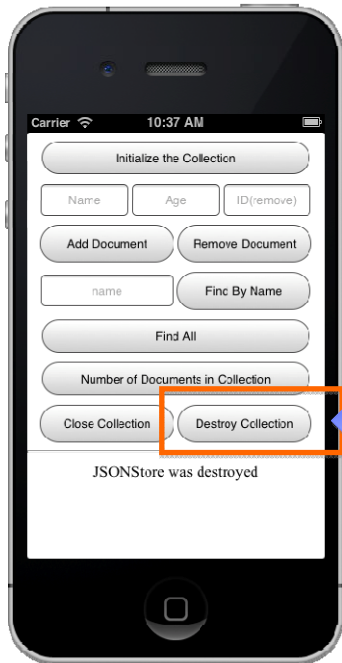 Carrier 10:37 AM
Initialize the Collection
Name Age ID(remove)
Add Document Remove Document
name Find By Name
Find All
Number of Documents in Collection
Close Collection Destroy Collection
JSONStore was destroyed